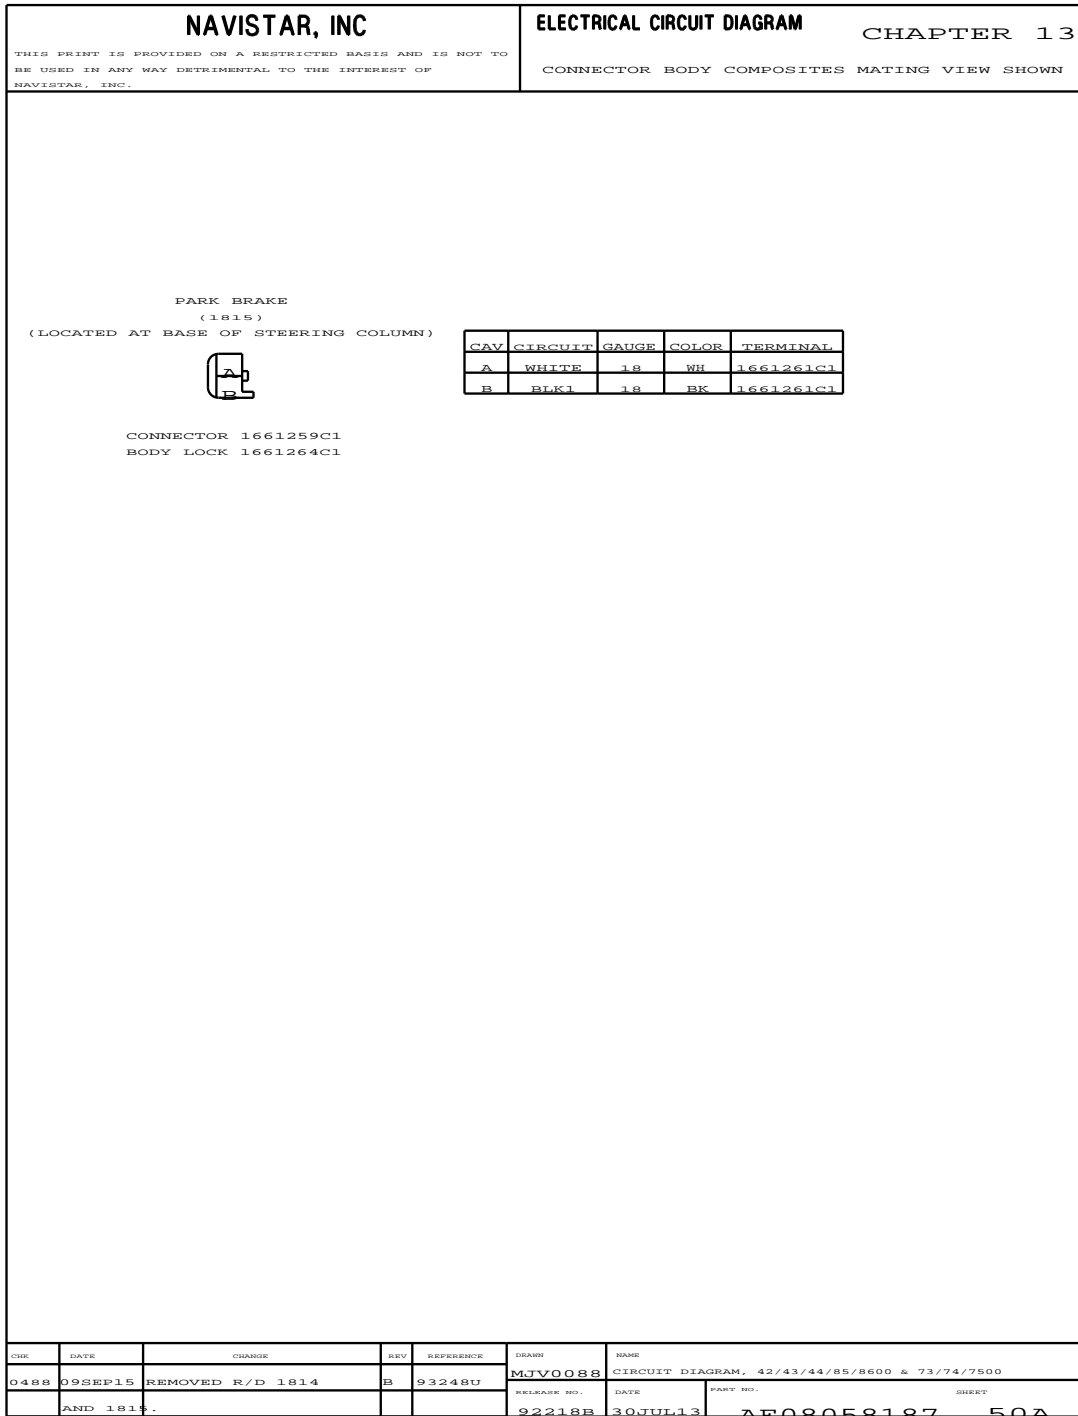 NAVISTAR, INC
THIS PRINT IS PROVIDED ON A RESTRICTED BASIS AND IS NOT TO
BE USED IN ANY WAY DETRIMENTAL TO THE INTEREST OF
NAVISTAR, INC.
ELECTRICAL CIRCUIT DIAGRAM
CHAPTER 13
CONNECTOR BODY COMPOSITES MATING VIEW SHOWN
PARK BRAKE
(1815)
(LOCATED AT BASE OF STEERING COLUMN)
A
B
CONNECTOR 1661259C1
BODY LOCK 1661264C1
CAV CIRCUIT GAUGE COLOR TERMINAL
A WHITE 18 WH 1661261C1
B BLK1 18 BK 1661261C1
CHK DATE CHANGE REV REFERENCE
0488 09SEP15 REMOVED R/D 1814 B 93248U
AND 1815.
DRAWN
MJV0088
NAME
CIRCUIT DIAGRAM, 42/43/44/85/8600 & 73/74/7500
RELEASE NO.
92218B
DATE
30JUL13
PART NO.
AF08058187
SHEET
50A